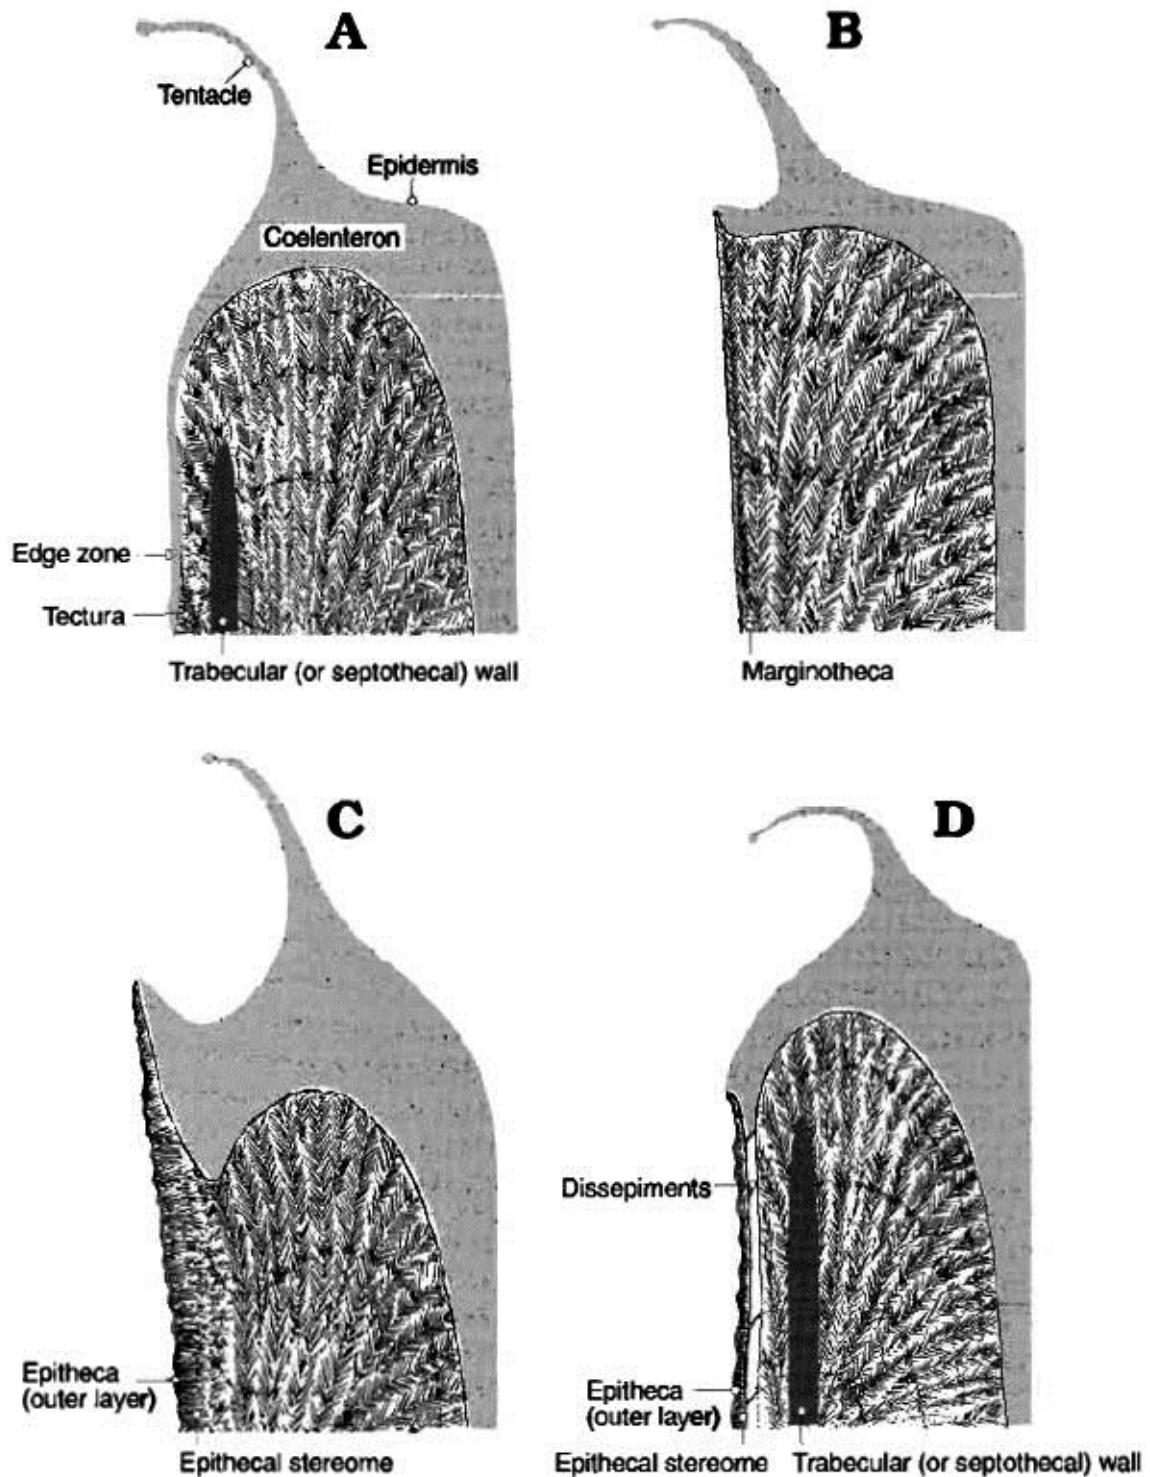 A
B
Tentacle
Epidermis
Coelenteron
Edge zone
Tectura
Trabecular (or septothecal) wall
Marginotheca
C
D
Dissepiments
Epitheca
(outer layer)
Epithecal stereome
Epitheca
(outer layer)
Epithecal stereome
Trabecular (or septothecal) wall